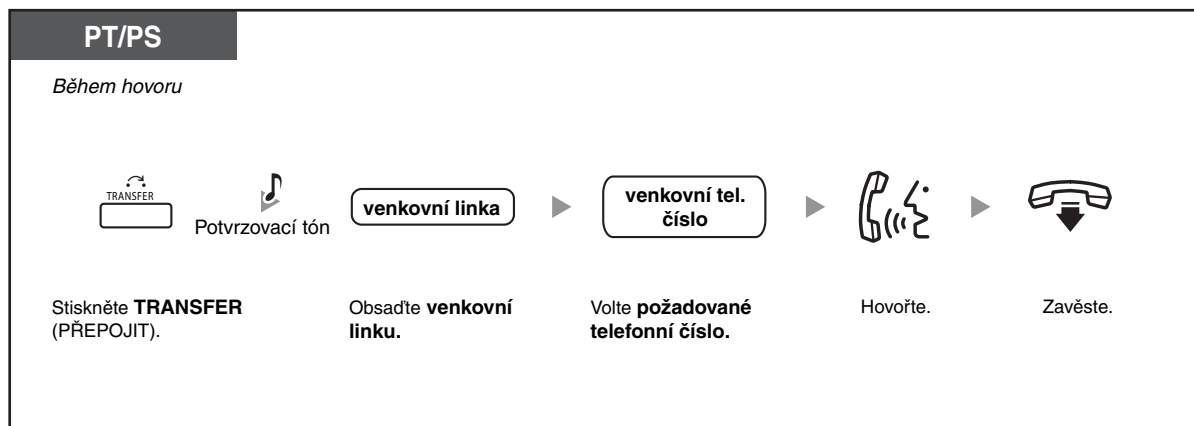 PT/PS
Během hovoru
TRANSFER
Potvrzovací tón
venkovní linka
venkovní tel.
číslo
Stiskněte TRANSFER
(PŘEPOJIT).
Obsaďte venkovní
linku.
Volte požadované
telefonní číslo.
Hovořte.
Zavěste.